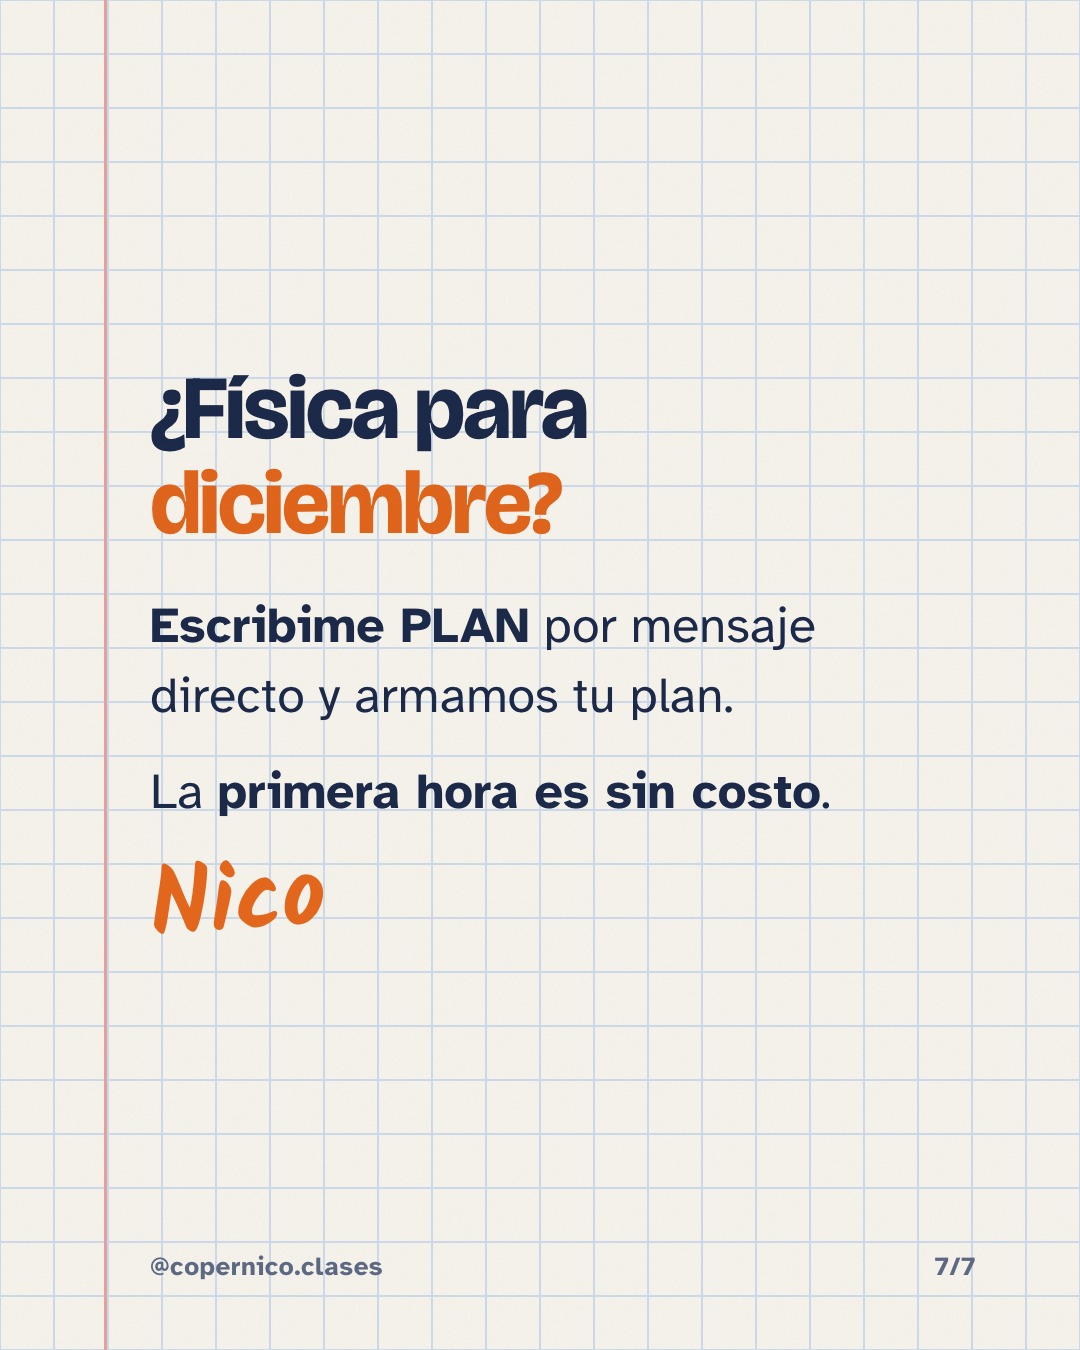 ¿Física para
diciembre?
Escribime PLAN por mensaje
directo y armamos tu plan.
La primera hora es sin costo.
Nico
@copernico.clases
7/7